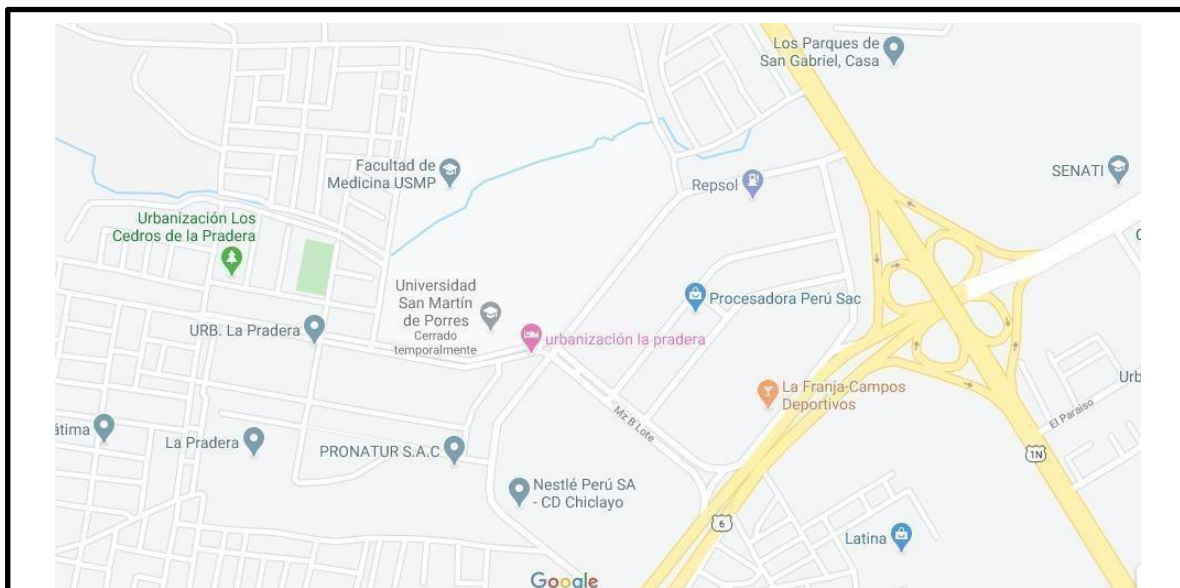 Los Parques de
San Gabriel, Casa
Facultad de
Medicina USMP
Repsol
SENATI
Urbanización Los
Cedros de la Pradera
Universidad
San Martín
de Porres
Cerrado
temporalmente
Procesadora Perú Sac
URB. La Pradera
urbanización la pradera
La Franja-Campos
Deportivos
Urb
Mz B Lote
El Paraiso
átima
La Pradera
PRONATUR S.A.C
1N
Nestlé Perú SA
- CD Chiclayo
6
Latina
Google